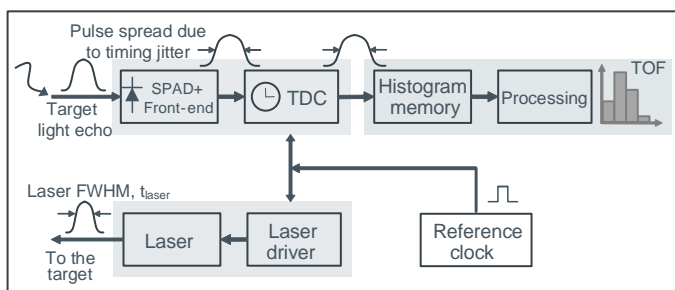 Pulse spread due
to timing jitter
TOF
SPAD+
Front-end
TDC
Histogram
memory
Processing
Target
light echo
Laser FWHM, tlaser
Laser
Laser
driver
Reference
clock
To the
target